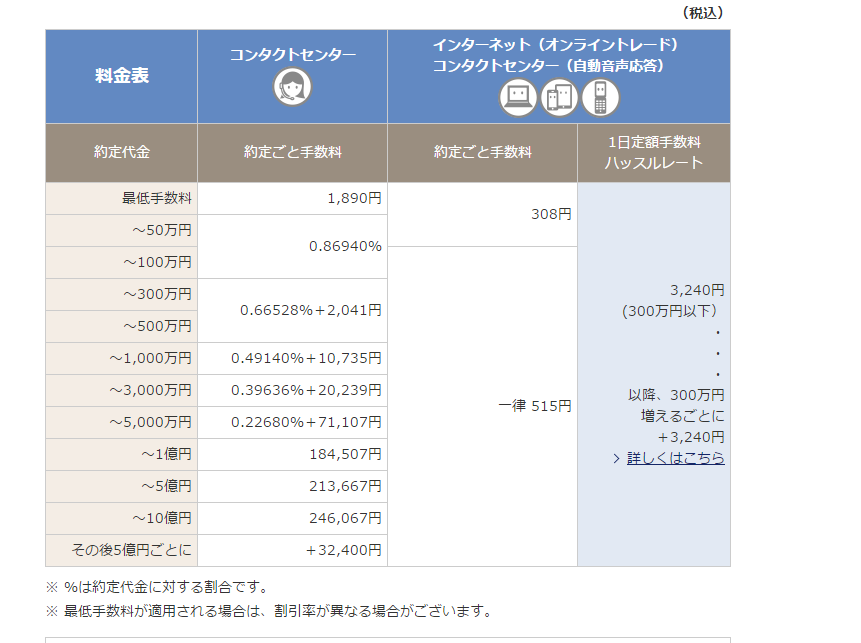 （税込）
料金表
コンタクトセンター
インターネット（オンライントレード）
コンタクトセンター（自動音声応答）
約定代金
約定ごと手数料
約定ごと手数料
1日定額手数料
ハッスルレート
最低手数料
1,890円
308円
～50万円
0.86940%
～100万円
～300万円
0.66528%＋2,041円
～500万円
～1,000万円
0.49140%＋10,735円
～3,000万円
0.39636%＋20,239円
～5,000万円
0.22680%＋71,107円
～1億円
184,507円
～5億円
213,667円
～10億円
246,067円
その後5億円ごとに
＋32,400円
一律 515円
3,240円
(300万円以下）
・
・
・
以降、300万円
増えるごとに
＋3,240円
詳しくはこちら
※ %は約定代金に対する割合です。
※ 最低手数料が適用される場合は、割引率が異なる場合がございます。